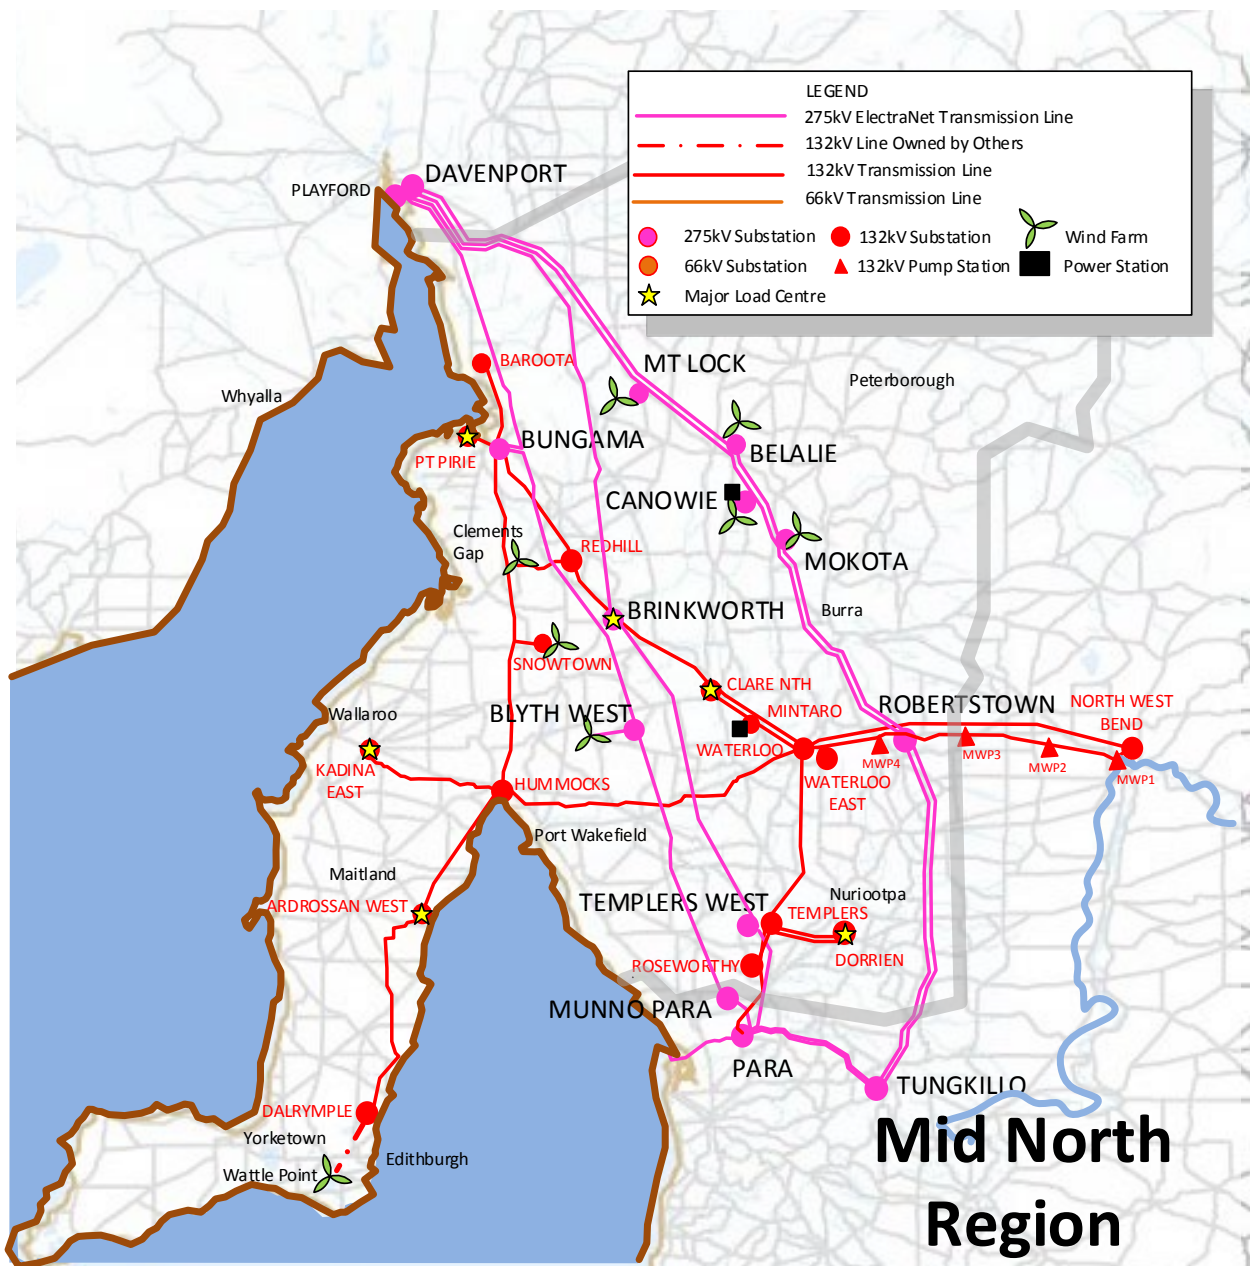 LEGEND
275kV ElectraNet Transmission Line
132kV Line Owned by Others
132kV Transmission Line
66kV Transmission Line
275kV Substation
132kV Substation
Wind Farm
66kV Substation
132kV Pump Station
Power Station
Major Load Centre
DAVENPORT
PLAYFORD
BAROOTA
MT LOCK
Peterborough
Whyalla
BUNGAMA
PT PIRIE
BELALIE
CANOWIE
Clements
Gap
REDHILL
MOKOTA
BRINKWORTH
Burra
SNOWTOWN
CLARE NTH
MINTARO
BLYTH WEST
Wallaroo
ROBERTSTOWN
NORTH WEST
BEND
WATERLOO
KADINA
EAST
HUMMOCKS
WATERLOO
EAST
MWP4
MWP3
MWP2
MWP1
Port Wakefield
Maitland
ARDROSSAN WEST
TEMPLERS WEST
Nuriootpa
TEMPLERS
DORRIEN
ROSEWORTHY
MUNNO PARA
PARA
TUNGKILLO
DALRYMPLE
Yorketown
Edithburgh
Wattle Point
Mid North
Region